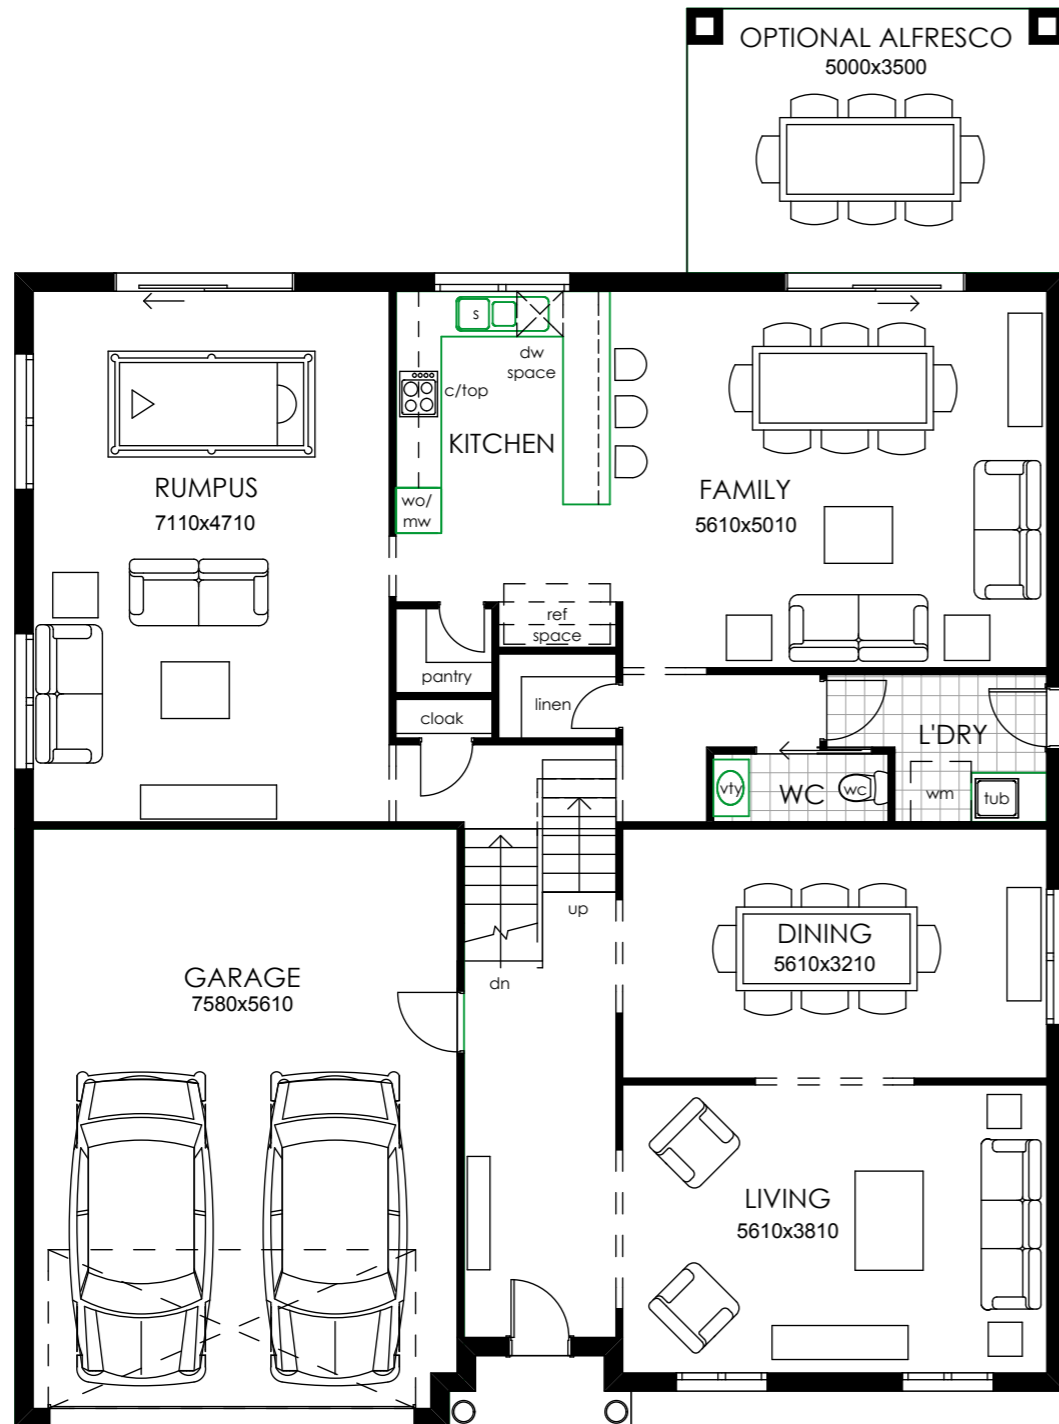 OPTIONAL ALFRESCO
5000x3500
s
dw
space
c/top
KITCHEN
RUMPUS
7110x4710
wo/
mw
FAMILY
5610x5010
ref
space
pantry
linen
cloak
L'DRY
vty
WC
wc
wm
tub
up
dn
DINING
5610x3210
GARAGE
7580x5610
LIVING
5610x3810